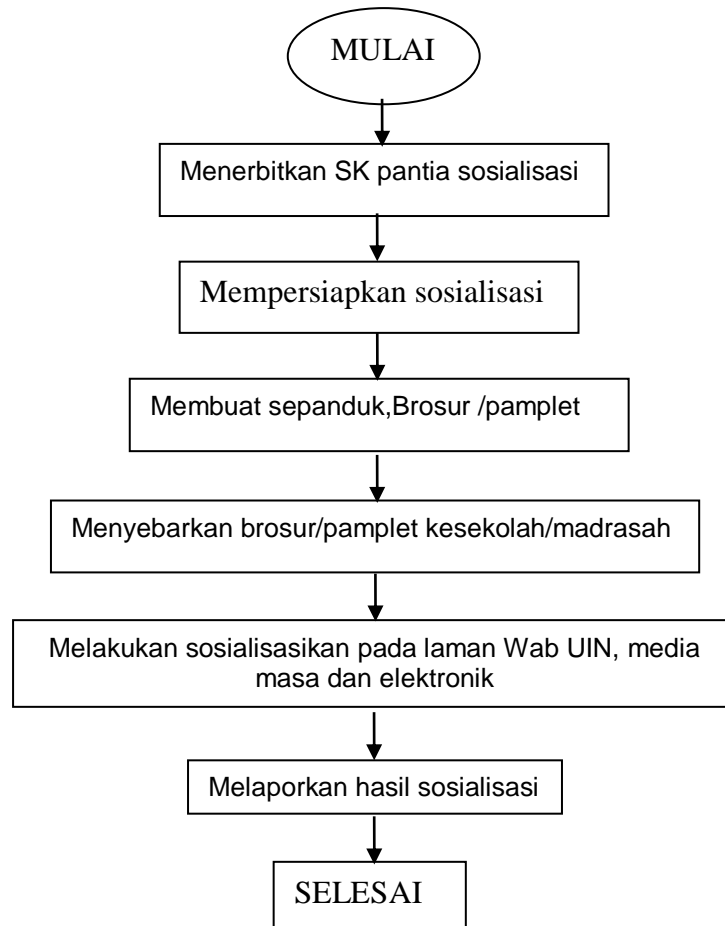 MULAI
Menerbitkan SK pantia sosialisasi
Mempersiapkan sosialisasi
Membuat sepanduk,Brosur /pamplet
Menyebarkan brosur/pamplet kesekolah/madrasah
Melakukan sosialisasikan pada laman Wab UIN, media
masa dan elektronik
Melaporkan hasil sosialisasi
SELESAI